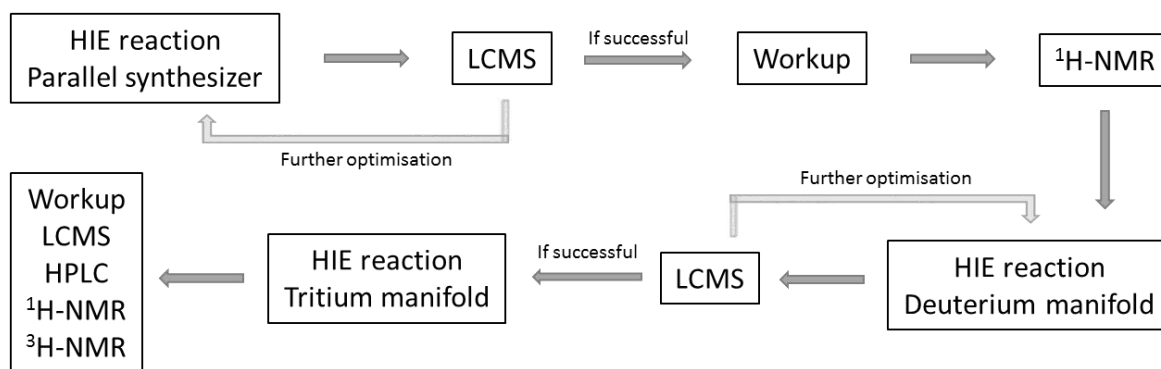 HIE reaction
Parallel synthesizer
LCMS
If successful
Workup
¹H-NMR
Further optimisation
Further optimisation
HIE reaction
Deuterium manifold
LCMS
If successful
HIE reaction
Tritium manifold
Workup
LCMS
HPLC
¹H-NMR
³H-NMR